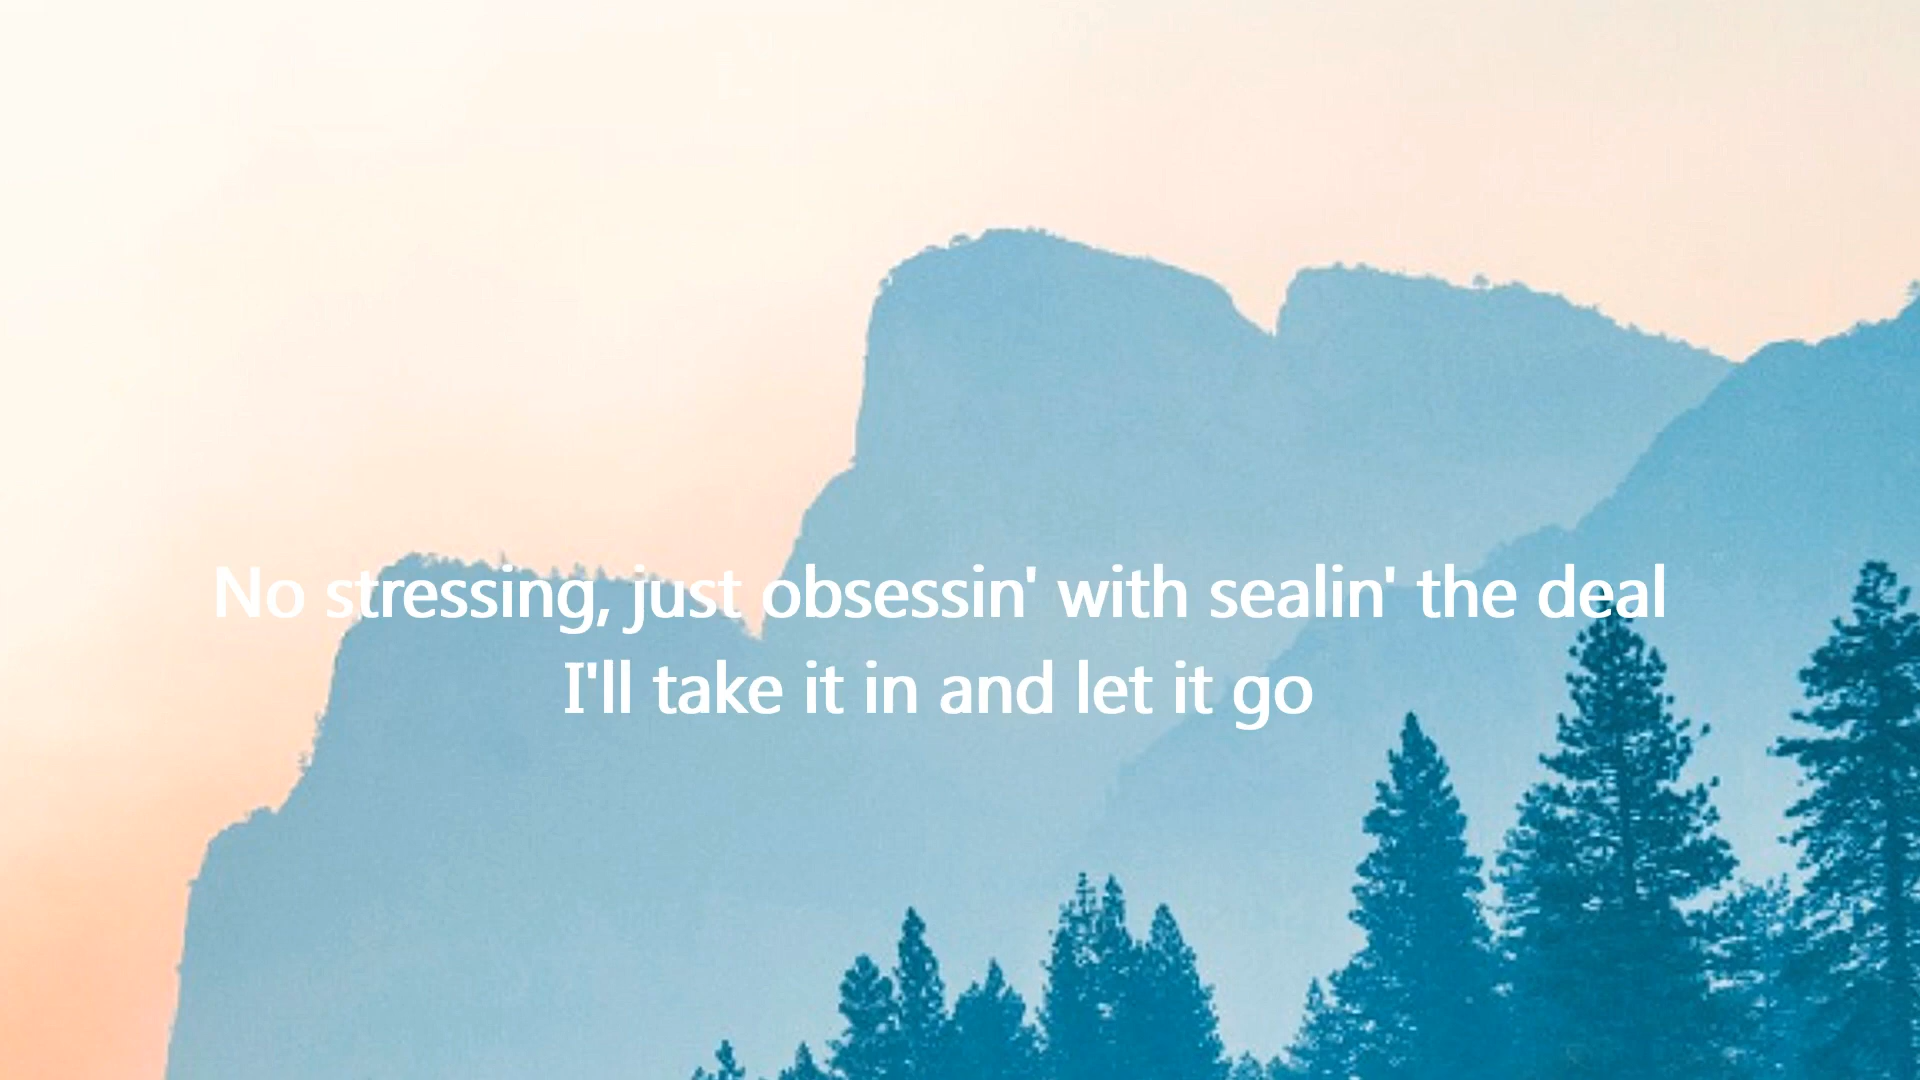 No stressing, just obsessin' with sealin' the deal
I'll take it in and let it go